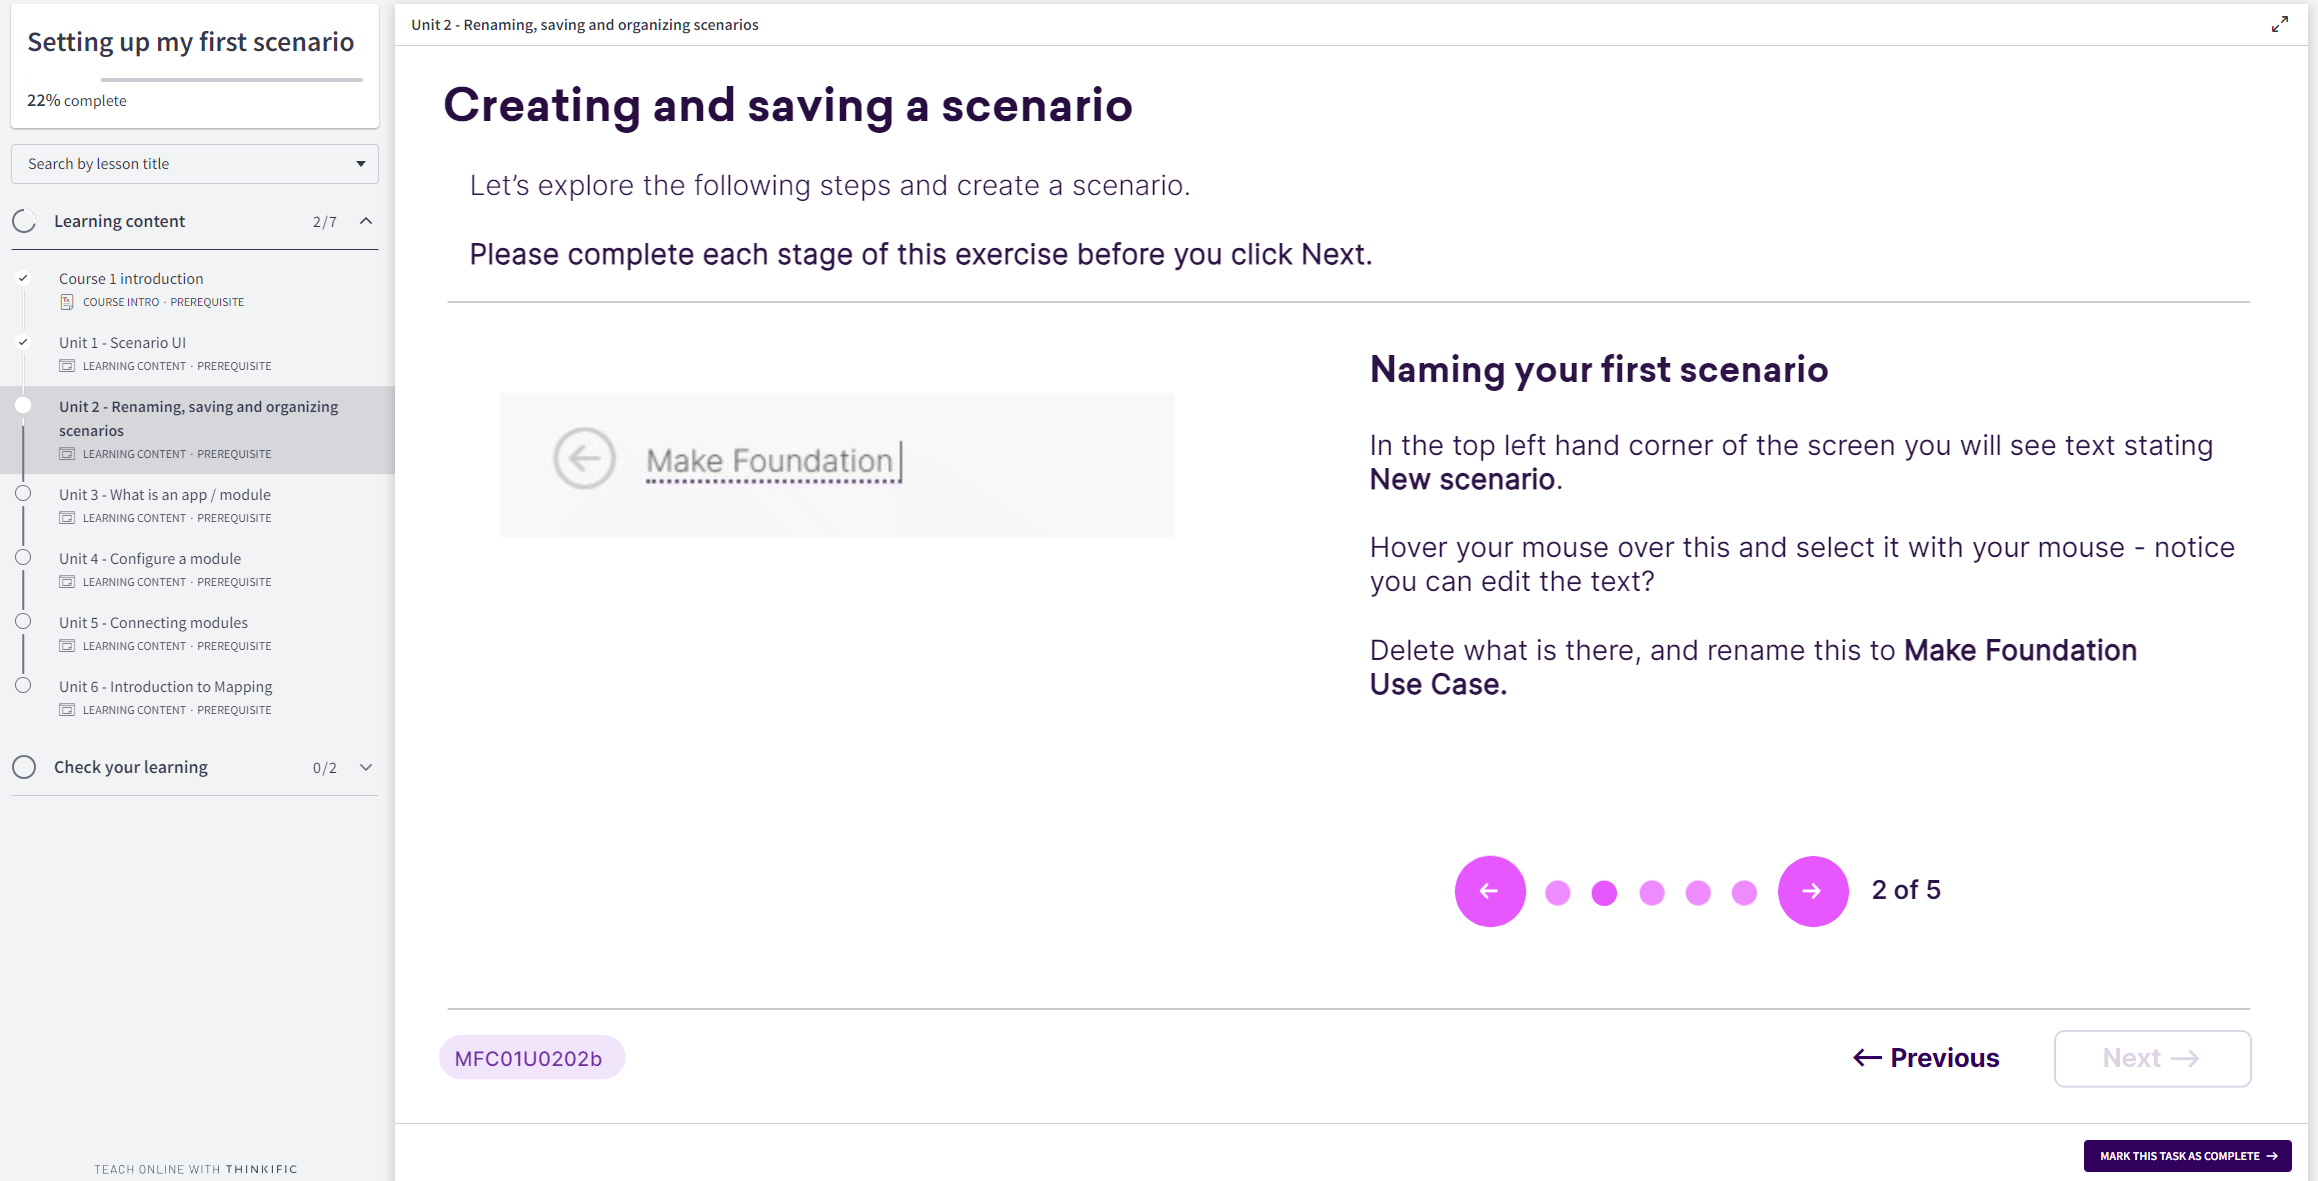 Setting up my first scenario
22% complete
Search by lesson title
Learning content 2/7
Course 1 introduction
COURSE INTRO · PREREQUISITE
Unit 1 - Scenario UI
LEARNING CONTENT · PREREQUISITE
Unit 2 - Renaming, saving and organizing
scenarios
LEARNING CONTENT · PREREQUISITE
Unit 3 - What is an app / module
LEARNING CONTENT · PREREQUISITE
Unit 4 - Configure a module
LEARNING CONTENT · PREREQUISITE
Unit 5 - Connecting modules
LEARNING CONTENT · PREREQUISITE
Unit 6 - Introduction to Mapping
LEARNING CONTENT · PREREQUISITE
Check your learning 0/2
TEACH ONLINE WITH THINKIFIC
Unit 2 - Renaming, saving and organizing scenarios
Creating and saving a scenario
Let’s explore the following steps and create a scenario.
Please complete each stage of this exercise before you click Next.
Make Foundation
Naming your first scenario
In the top left hand corner of the screen you will see text stating
New scenario.
Hover your mouse over this and select it with your mouse - notice
you can edit the text?
Delete what is there, and rename this to Make Foundation
Use Case.
2 of 5
MFC01U0202b
← Previous
Next →
MARK THIS TASK AS COMPLETE →